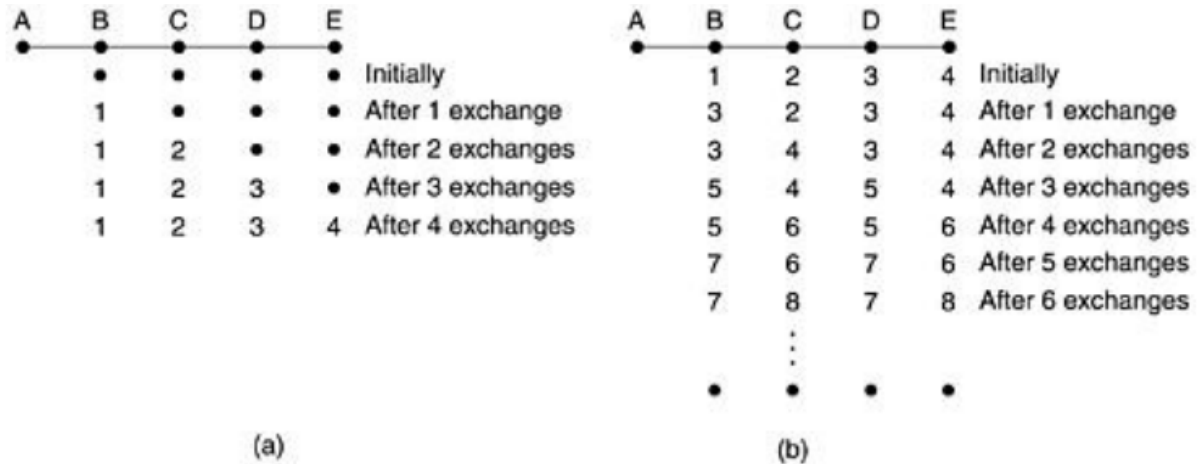 A B C D E
• • • • Initially
1 • • • After 1 exchange
1 2 • • After 2 exchanges
1 2 3 • After 3 exchanges
1 2 3 4 After 4 exchanges
(a)
A B C D E
1 2 3 4 Initially
3 2 3 4 After 1 exchange
3 4 3 4 After 2 exchanges
5 4 5 4 After 3 exchanges
5 6 5 6 After 4 exchanges
7 6 7 6 After 5 exchanges
7 8 7 8 After 6 exchanges
⋮
• • • •
(b)